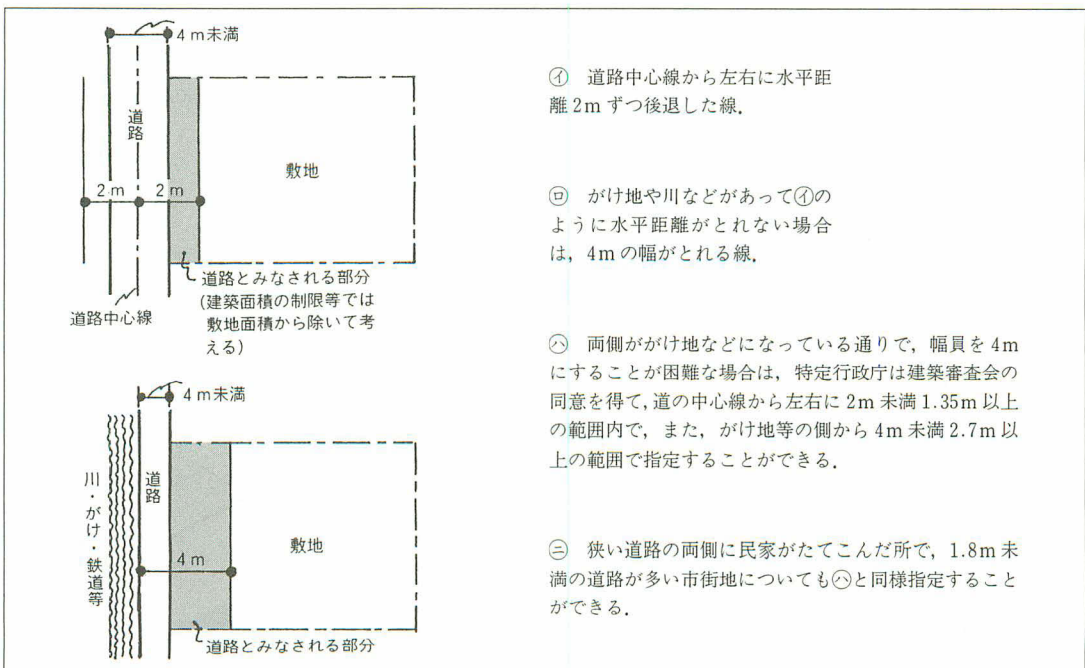 4m未満
道路
2m
2m
敷地
道路とみなされる部分
(建築面積の制限等では
敷地面積から除いて考
える)
道路中心線
4m未満
川・がけ・鉄道等
道路
4m
敷地
道路とみなされる部分
㋑ 道路中心線から左右に水平距
離2mずつ後退した線.
㋺ がけ地や川などがあって㋑の
ように水平距離がとれない場合
は，4mの幅がとれる線.
㋩ 両側ががけ地などになっている通りで，幅員を4m
にすることが困難な場合は，特定行政庁は建築審査会の
同意を得て，道の中心線から左右に2m未満1.35m以上
の範囲内で，また，がけ地等の側から4m未満2.7m以
上の範囲で指定することができる.
㋥ 狭い道路の両側に民家がたてこんだ所で，1.8m未
満の道路が多い市街地についても㋩と同様指定すること
ができる.